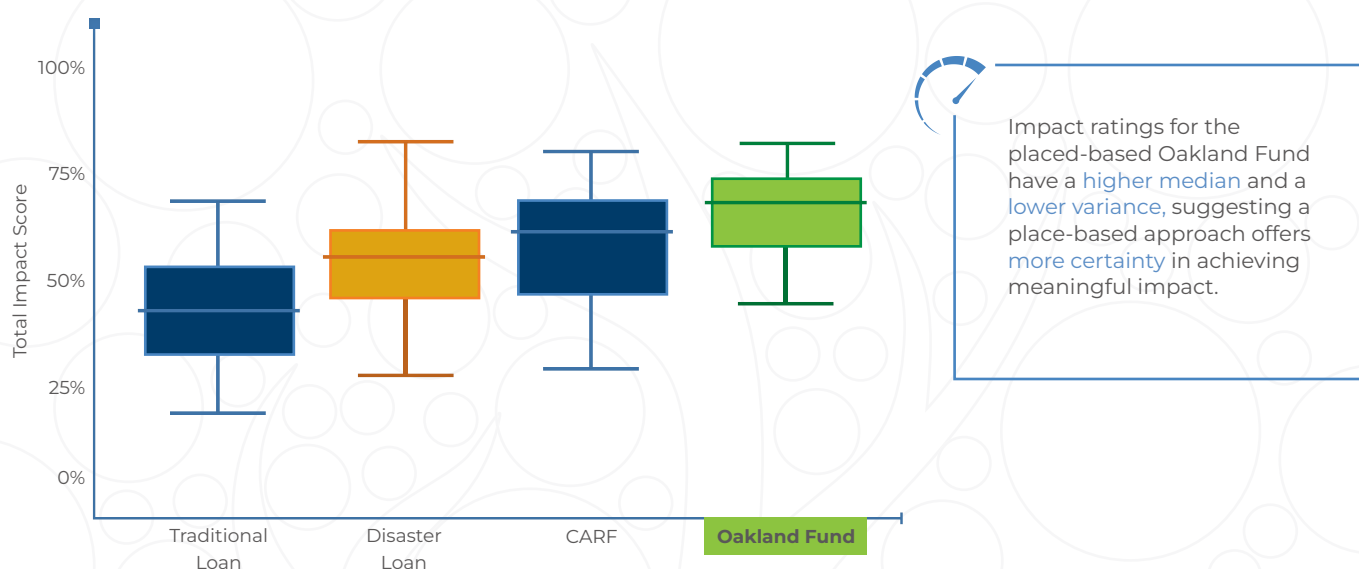 Total Impact Score
100%
75%
50%
25%
0%
Traditional
Loan
Disaster
Loan
CARF
Oakland Fund
Impact ratings for the
placed-based Oakland Fund
have a higher median and a
lower variance, suggesting a
place-based approach offers
more certainty in achieving
meaningful impact.